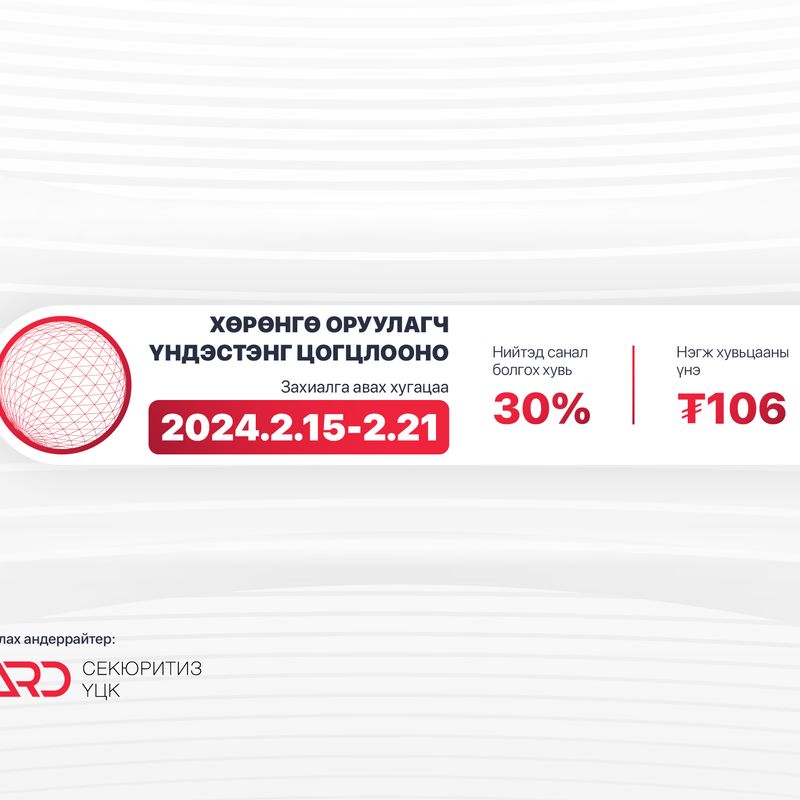 ХӨРӨНГӨ ОРУУЛАГЧ
ҮНДЭСТЭНГ ЦОГЦЛООНО
Захиалга авах хугацаа
2024.2.15-2.21
Нийтэд санал
болгох хувь
30%
Нэгж хувьцааны
үнэ
₮106
андеррайтер:
ARD
СЕКЮРИТИЗ
ҮЦК